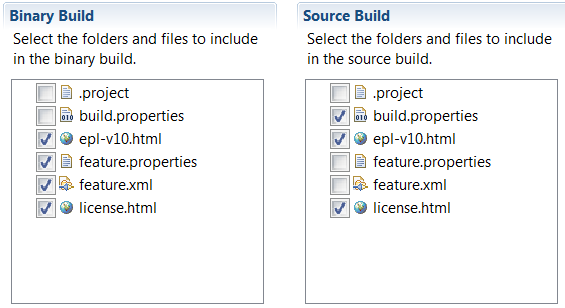 Binary Build
Select the folders and files to include
in the binary build.
.project
build.properties
epl-v10.html
feature.properties
feature.xml
license.html
Source Build
Select the folders and files to include
in the source build.
.project
build.properties
epl-v10.html
feature.properties
feature.xml
license.html